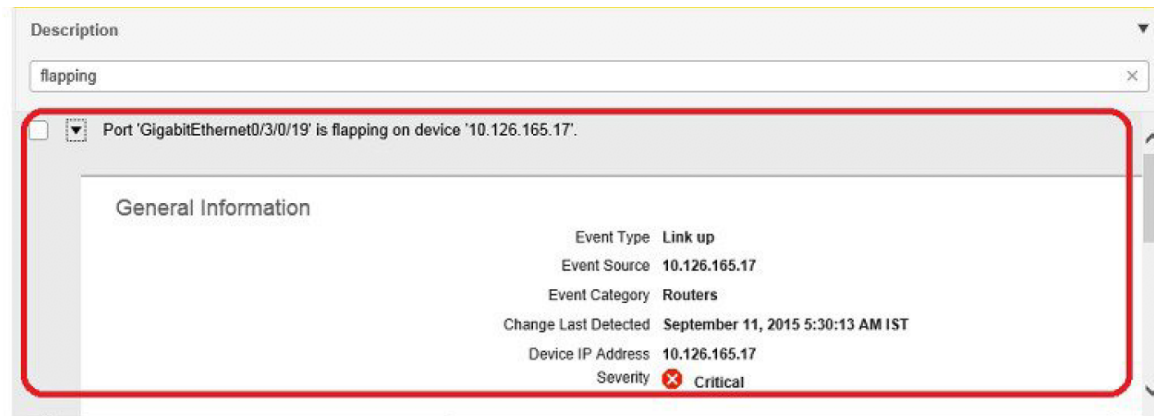 Description
flapping
Port 'GigabitEthernet0/3/0/19' is flapping on device '10.126.165.17'.
General Information
Event Type Link up
Event Source 10.126.165.17
Event Category Routers
Change Last Detected September 11, 2015 5:30:13 AM IST
Device IP Address 10.126.165.17
Severity Critical